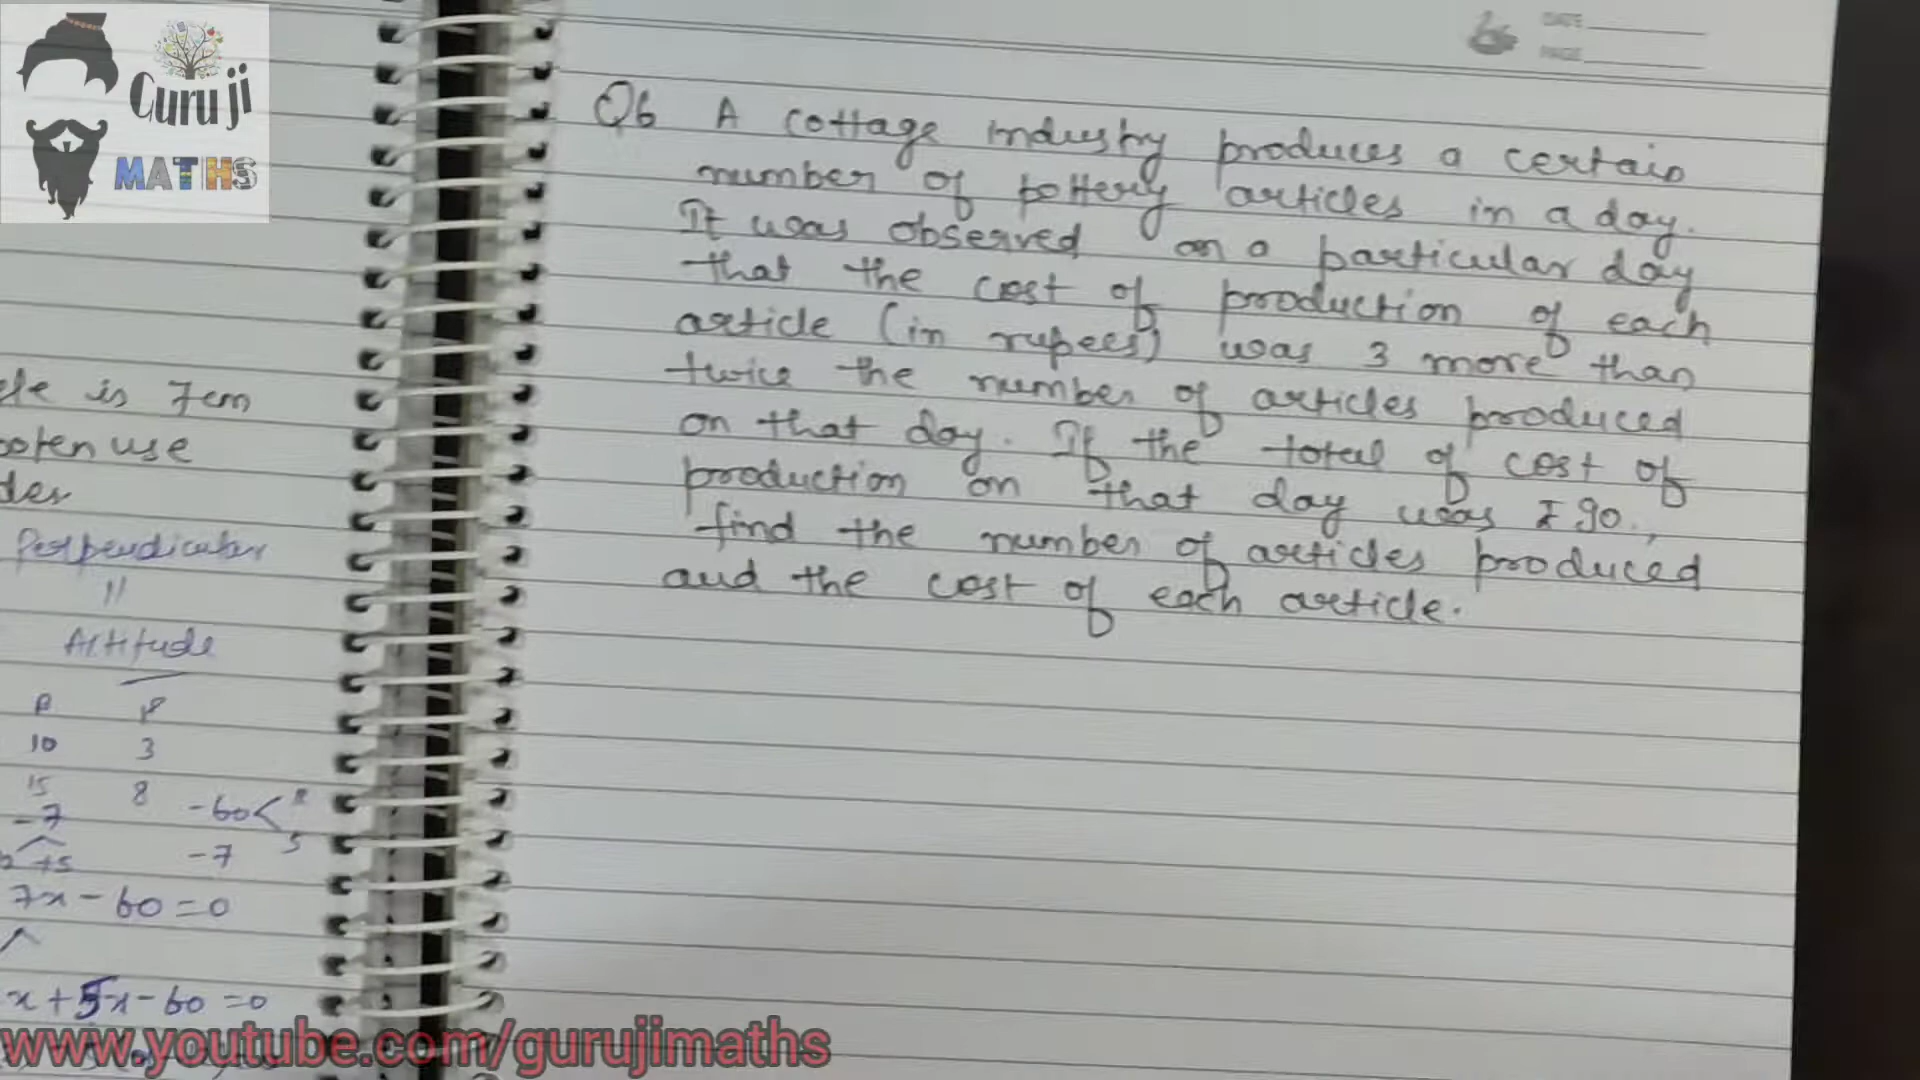 Guruji
MATHS
DATE
PAGE
Q6 A cottage industry produces a certain
number of pottery articles in a day.
It was observed on a particular day
that the cost of production of each
article (in rupees) was 3 more than
twice the number of articles produced
on that day. If the total of cost of
production on that day was ₹90.,
find the number of articles produced
and the cost of each article.
is 7cm
use
Perpendicular
||
Altitude
P
10 3
15 8 -60<
-7 5
+5 -7
7x - 60 = 0
x + 5x - 60 = 0
www.youtube.com/gurujimaths